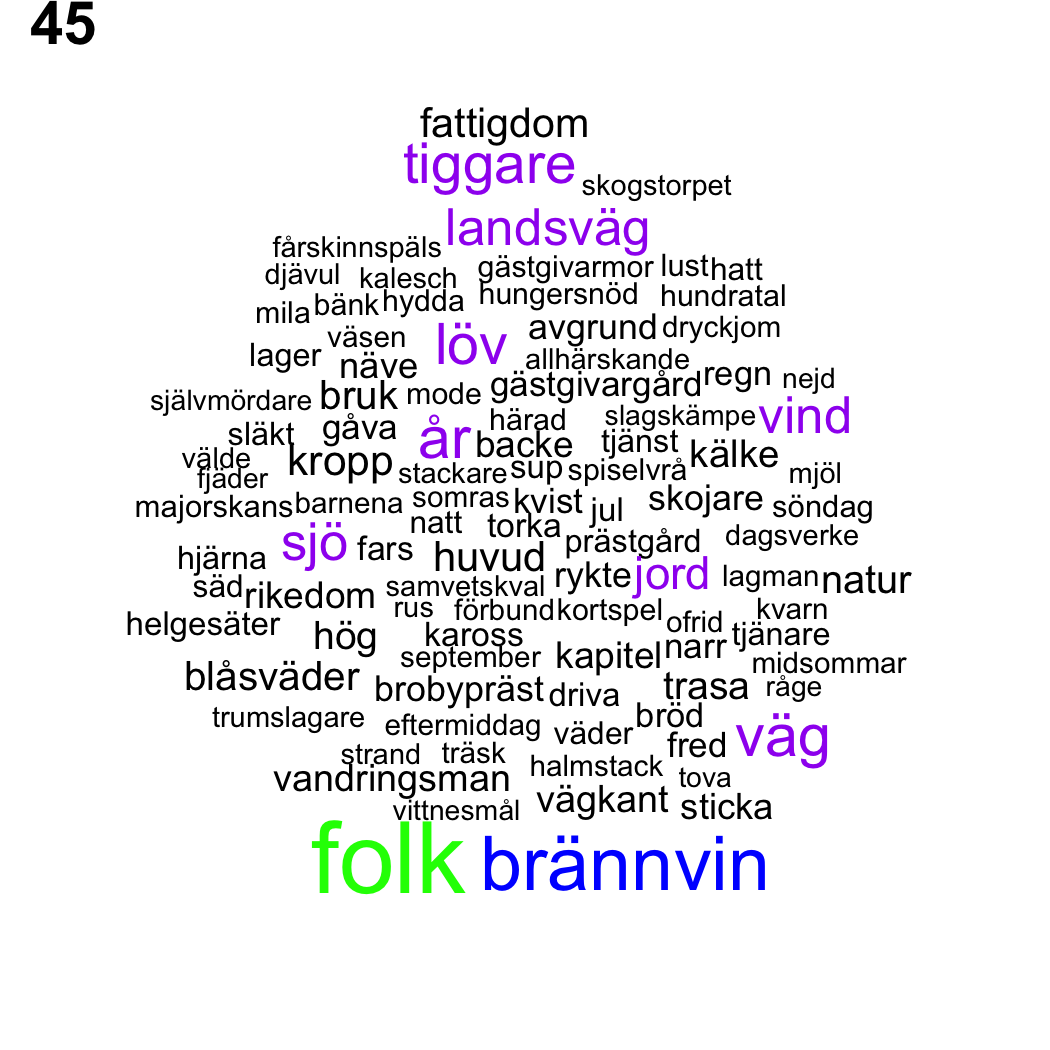 45
fattigdom
tiggare
skogstorpet
landsväg
fårskinnspäls
gästgivarmor lust hatt
djävul kalesch
hungersnöd hundratal
mila bänk hydda
väsen löv avgrund dryckjom
lager näve allhärskande
gästgivargård regn nejd
självmördare bruk mode
härad slagskämpe vind
släkt gåva år backe tjänst kälke
välde kropp stackare sup spiselvrå mjöl
fjäder
majorskans barnena somras kvist jul skojare söndag
natt torka
sjö fars huvud prästgård dagsverke
hjärna
rykte jord lagman natur
säd rikedom samvetskval
rus förbund kortspel ofrid kvarn
helgesäter hög kaross
narr tjänare
september kapitel midsommar
blåsväder brobypräst driva trasa råge
trumslagare eftermiddag väder bröd
fred väg
strand träsk
vandringsman halmstack tova
vittnesmål vägkant sticka
folk brännvin